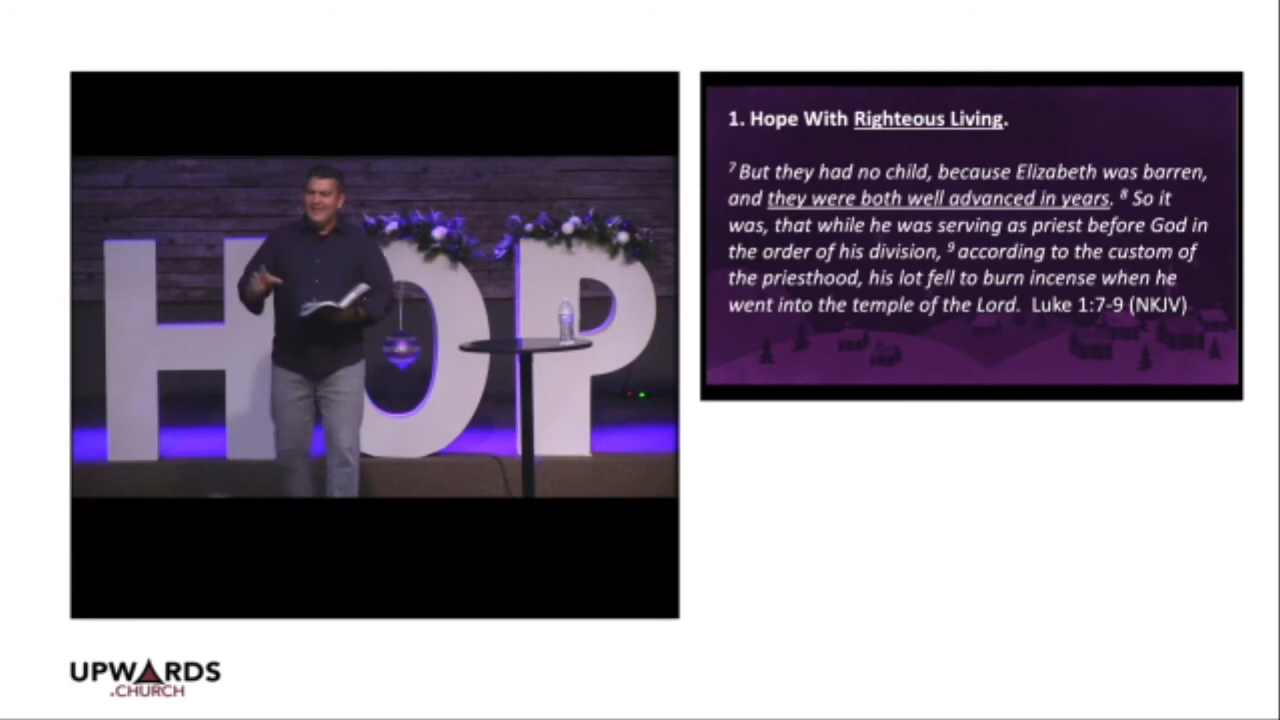 HOP
1. Hope With Righteous Living.
7 But they had no child, because Elizabeth was barren,
and they were both well advanced in years. 8 So it
was, that while he was serving as priest before God in
the order of his division, 9 according to the custom of
the priesthood, his lot fell to burn incense when he
went into the temple of the Lord. Luke 1:7-9 (NKJV)
UPWARDS
.CHURCH